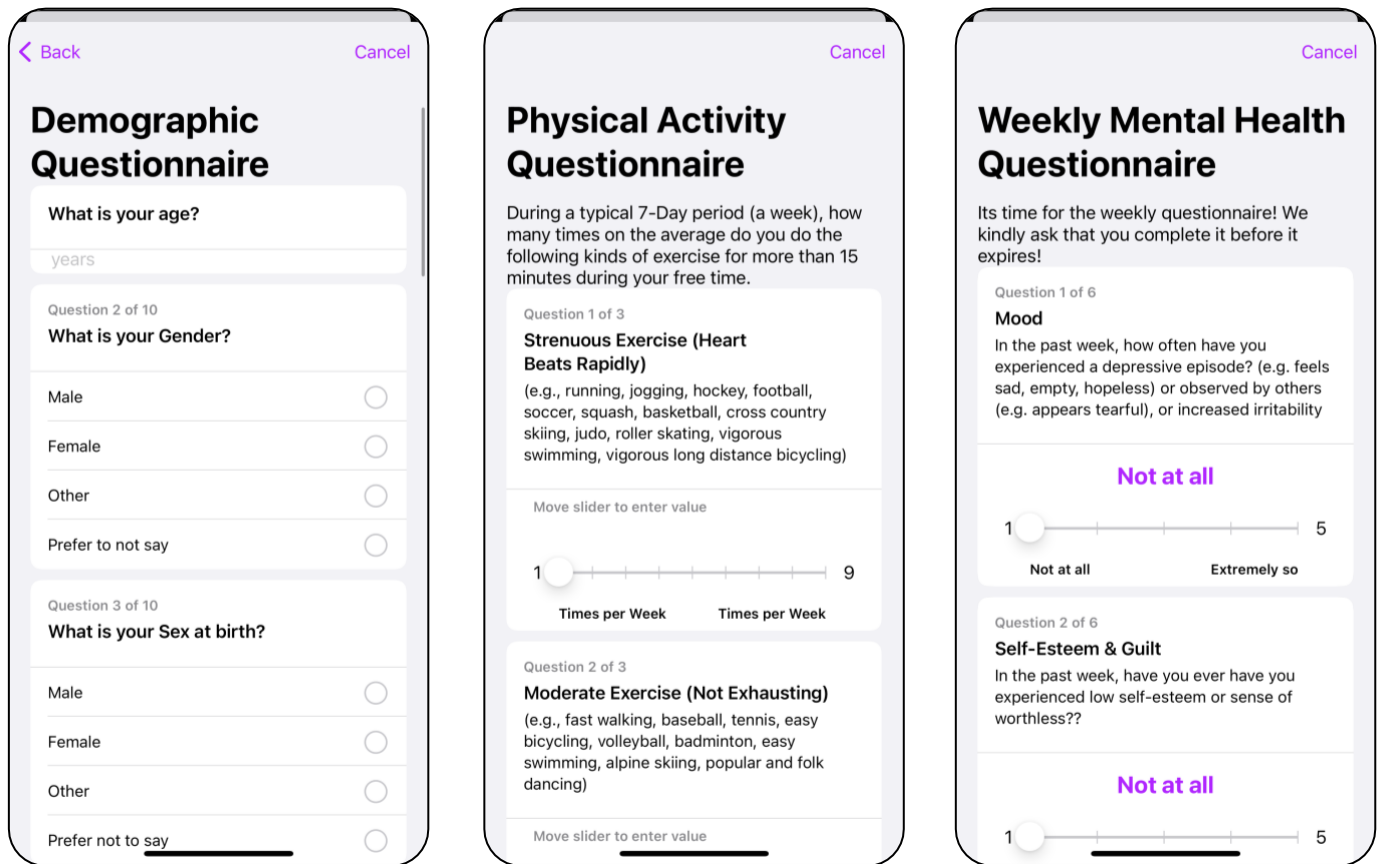 Back
Cancel
Demographic
Questionnaire
What is your age?
years
Question 2 of 10
What is your Gender?
Male
Female
Other
Prefer to not say
Question 3 of 10
What is your Sex at birth?
Male
Female
Other
Prefer not to say
Cancel
Physical Activity
Questionnaire
During a typical 7-Day period (a week), how
many times on the average do you do the
following kinds of exercise for more than 15
minutes during your free time.
Question 1 of 3
Strenuous Exercise (Heart
Beats Rapidly)
(e.g., running, jogging, hockey, football,
soccer, squash, basketball, cross country
skiing, judo, roller skating, vigorous
swimming, vigorous long distance bicycling)
Move slider to enter value
1 9
Times per Week Times per Week
Question 2 of 3
Moderate Exercise (Not Exhausting)
(e.g., fast walking, baseball, tennis, easy
bicycling, volleyball, badminton, easy
swimming, alpine skiing, popular and folk
dancing)
Move slider to enter value
Cancel
Weekly Mental Health
Questionnaire
Its time for the weekly questionnaire! We
kindly ask that you complete it before it
expires!
Question 1 of 6
Mood
In the past week, how often have you
experienced a depressive episode? (e.g. feels
sad, empty, hopeless) or observed by others
(e.g. appears tearful), or increased irritability
Not at all
1 5
Not at all Extremely so
Question 2 of 6
Self-Esteem & Guilt
In the past week, have you ever have you
experienced low self-esteem or sense of
worthless??
Not at all
1 5